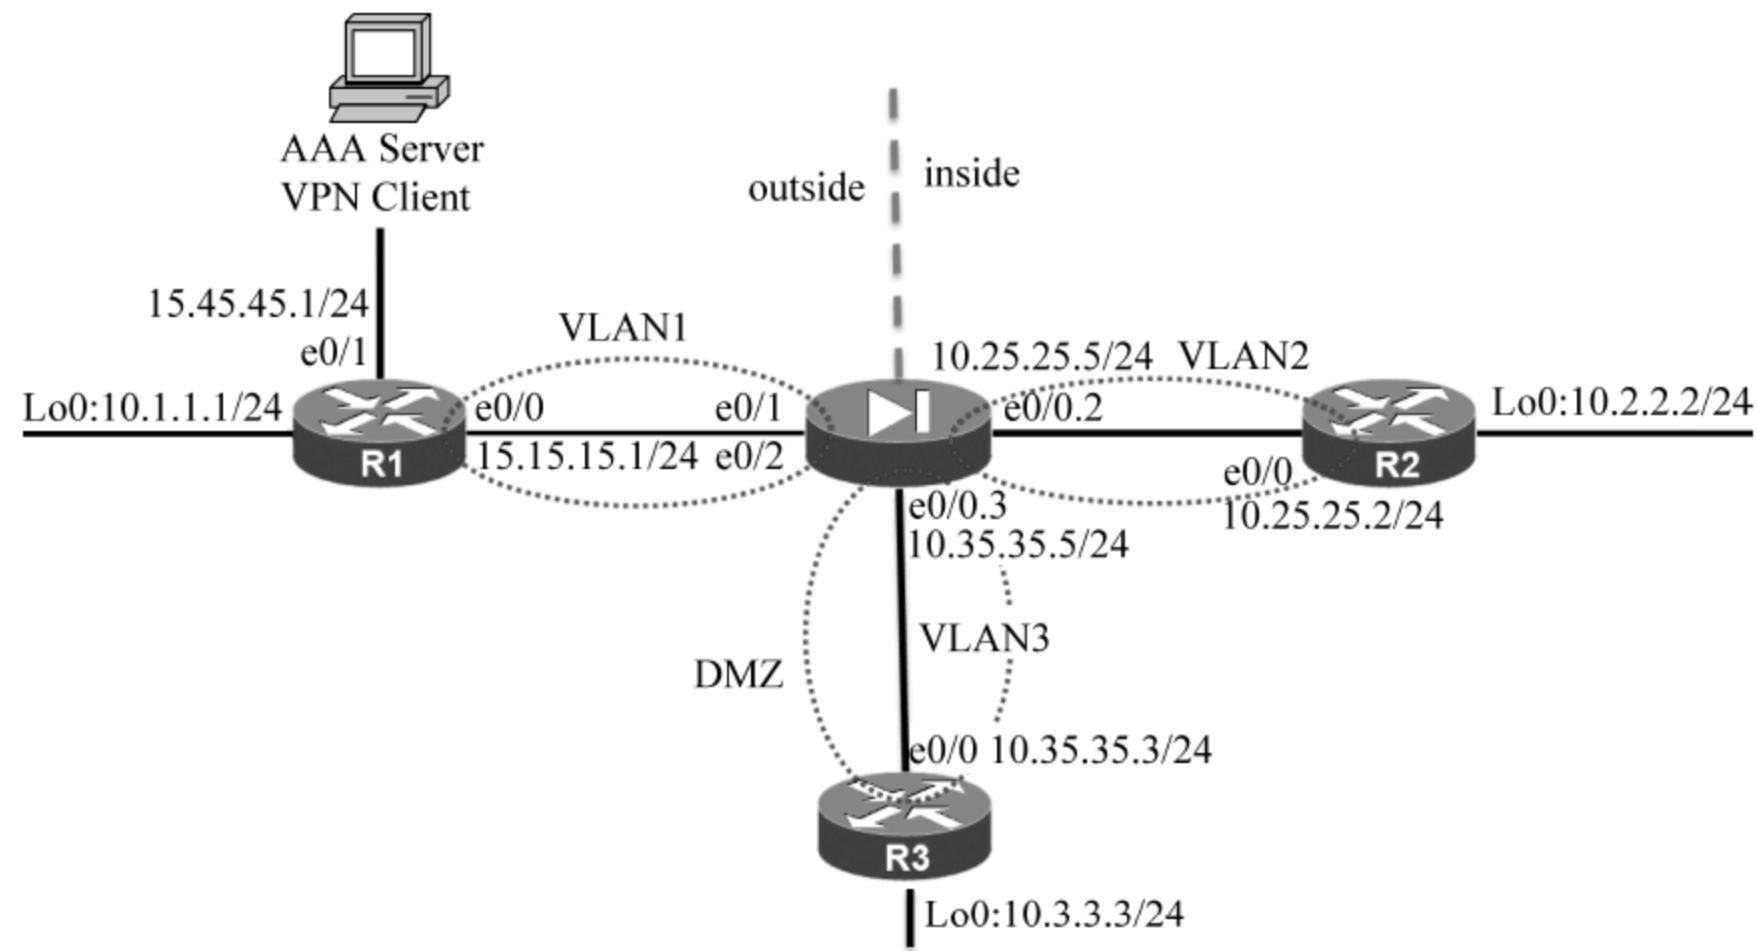 AAA Server
VPN Client
outside
inside
15.45.45.1/24
e0/1
VLAN1
10.25.25.5/24 VLAN2
Lo0:10.1.1.1/24
e0/0
e0/1
e0/0.2
Lo0:10.2.2.2/24
R1
15.15.15.1/24 e0/2
e0/0
R2
e0/0.3
10.25.25.2/24
10.35.35.5/24
VLAN3
DMZ
e0/0 10.35.35.3/24
R3
Lo0:10.3.3.3/24